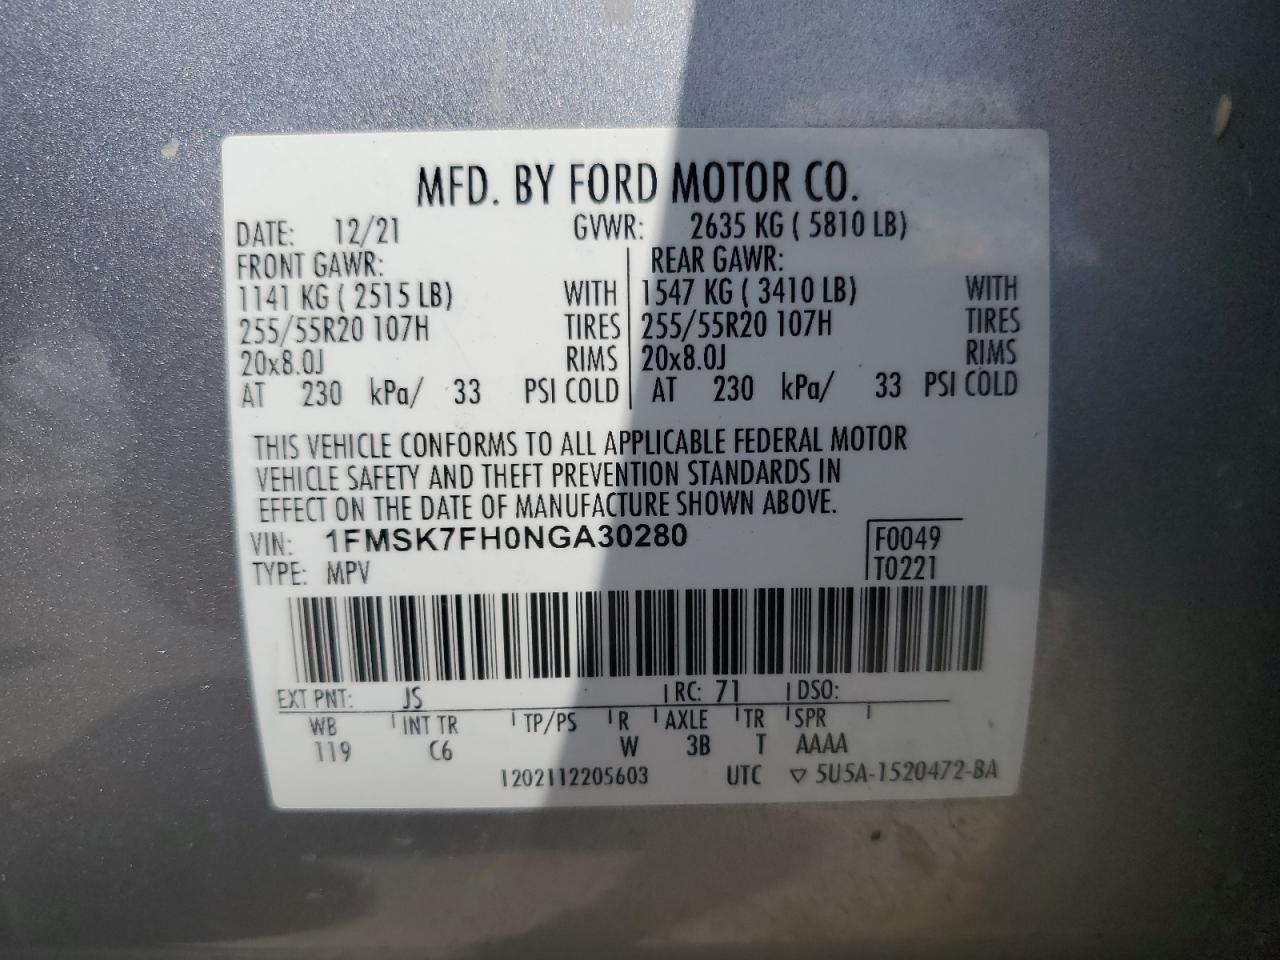 MFD. BY FORD MOTOR CO.
DATE: 12/21 GVWR: 2635 KG ( 5810 LB)
FRONT GAWR: REAR GAWR:
1141 KG ( 2515 LB) WITH 1547 KG ( 3410 LB) WITH
255/55R20 107H TIRES 255/55R20 107H TIRES
20x8.0J RIMS 20x8.0J RIMS
AT 230 kPa/ 33 PSI COLD AT 230 kPa/ 33 PSI COLD
THIS VEHICLE CONFORMS TO ALL APPLICABLE FEDERAL MOTOR
VEHICLE SAFETY AND THEFT PREVENTION STANDARDS IN
EFFECT ON THE DATE OF MANUFACTURE SHOWN ABOVE.
VIN: 1FMSK7FH0NGA30280 F0049
TYPE: MPV T0221
EXT PNT: JS RC: 71 DSO:
WB INT TR TP/PS R AXLE TR SPR
119 C6 W 3B T AAAA
1202112205603 UTC ▽ 5U5A-1520472-BA